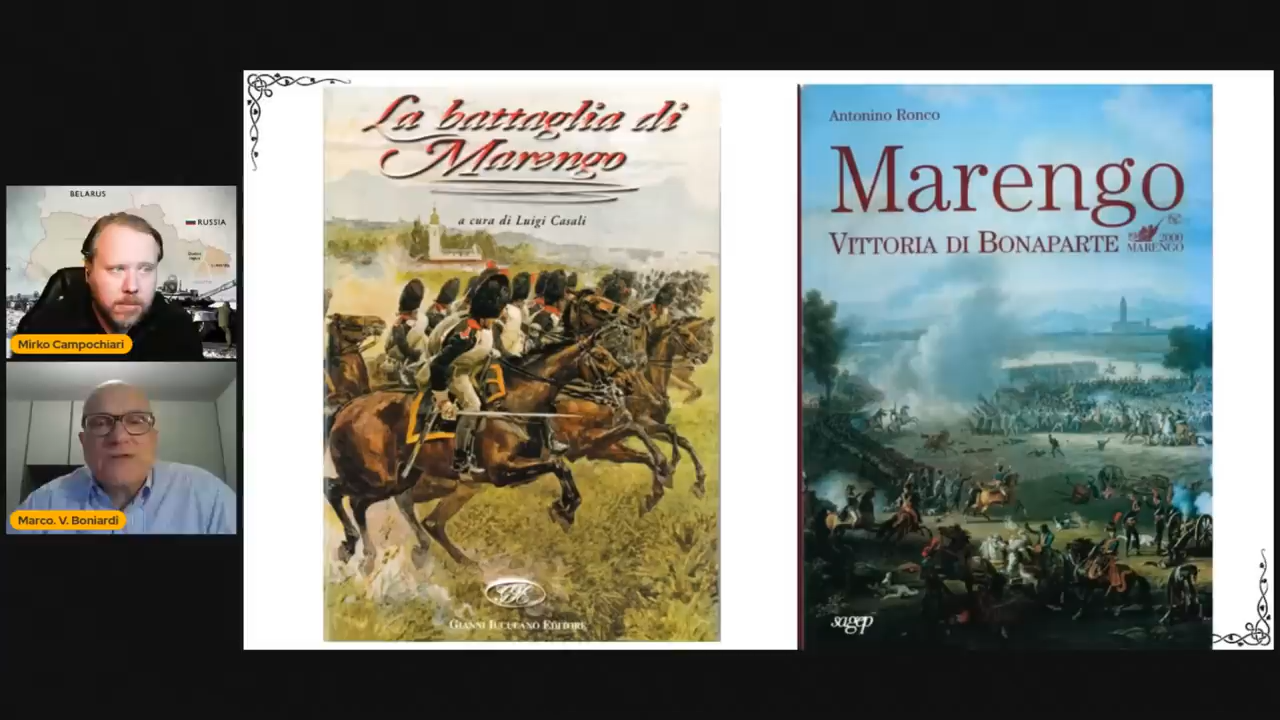 BELARUS
RUSSIA
Mirko Campochiari
Marco. V. Boniardi
La battaglia di
Marengo
a cura di Luigi Casali
GIANNI IUCULANO EDITORE
Antonino Ronco
Marengo
VITTORIA DI BONAPARTE
2000
MARENGO
sagep